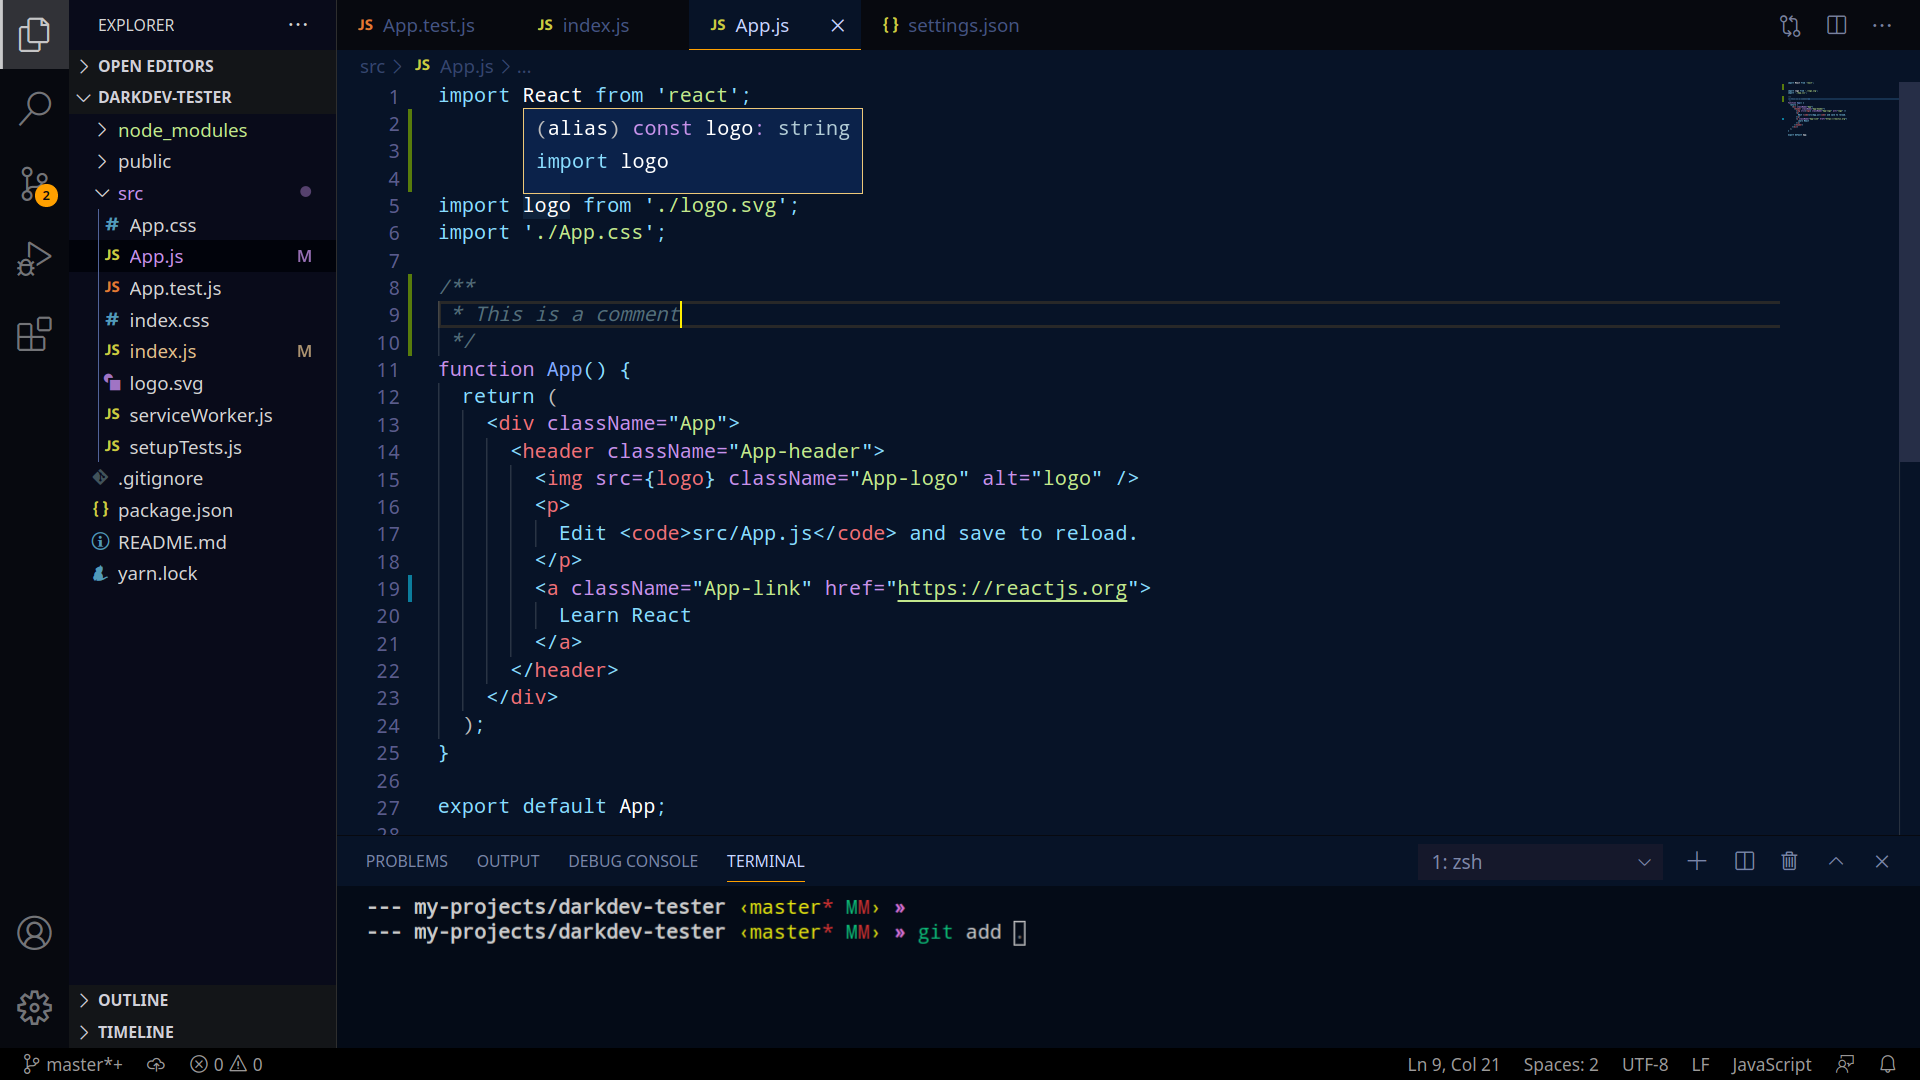 EXPLORER
OPEN EDITORS
DARKDEV-TESTER
node_modules
public
src
# App.css
JS App.js M
JS App.test.js
# index.css
JS index.js M
logo.svg
JS serviceWorker.js
JS setupTests.js
.gitignore
{} package.json
README.md
yarn.lock
OUTLINE
TIMELINE
2
JS App.test.js JS index.js JS App.js {} settings.json
src > JS App.js > ...
1 import React from 'react';
2
3
4
(alias) const logo: string
import logo
5 import logo from './logo.svg';
6 import './App.css';
7
8 /**
9 * This is a comment
10 */
11 function App() {
12 return (
13 <div className="App">
14 <header className="App-header">
15 <img src={logo} className="App-logo" alt="logo" />
16 <p>
17 Edit <code>src/App.js</code> and save to reload.
18 </p>
19 <a className="App-link" href="https://reactjs.org">
20 Learn React
21 </a>
22 </header>
23 </div>
24 );
25 }
26
27 export default App;
28
PROBLEMS OUTPUT DEBUG CONSOLE TERMINAL 1: zsh
--- my-projects/darkdev-tester ‹master* MM› »
--- my-projects/darkdev-tester ‹master* MM› » git add .
master*+ 0 0 Ln 9, Col 21 Spaces: 2 UTF-8 LF JavaScript